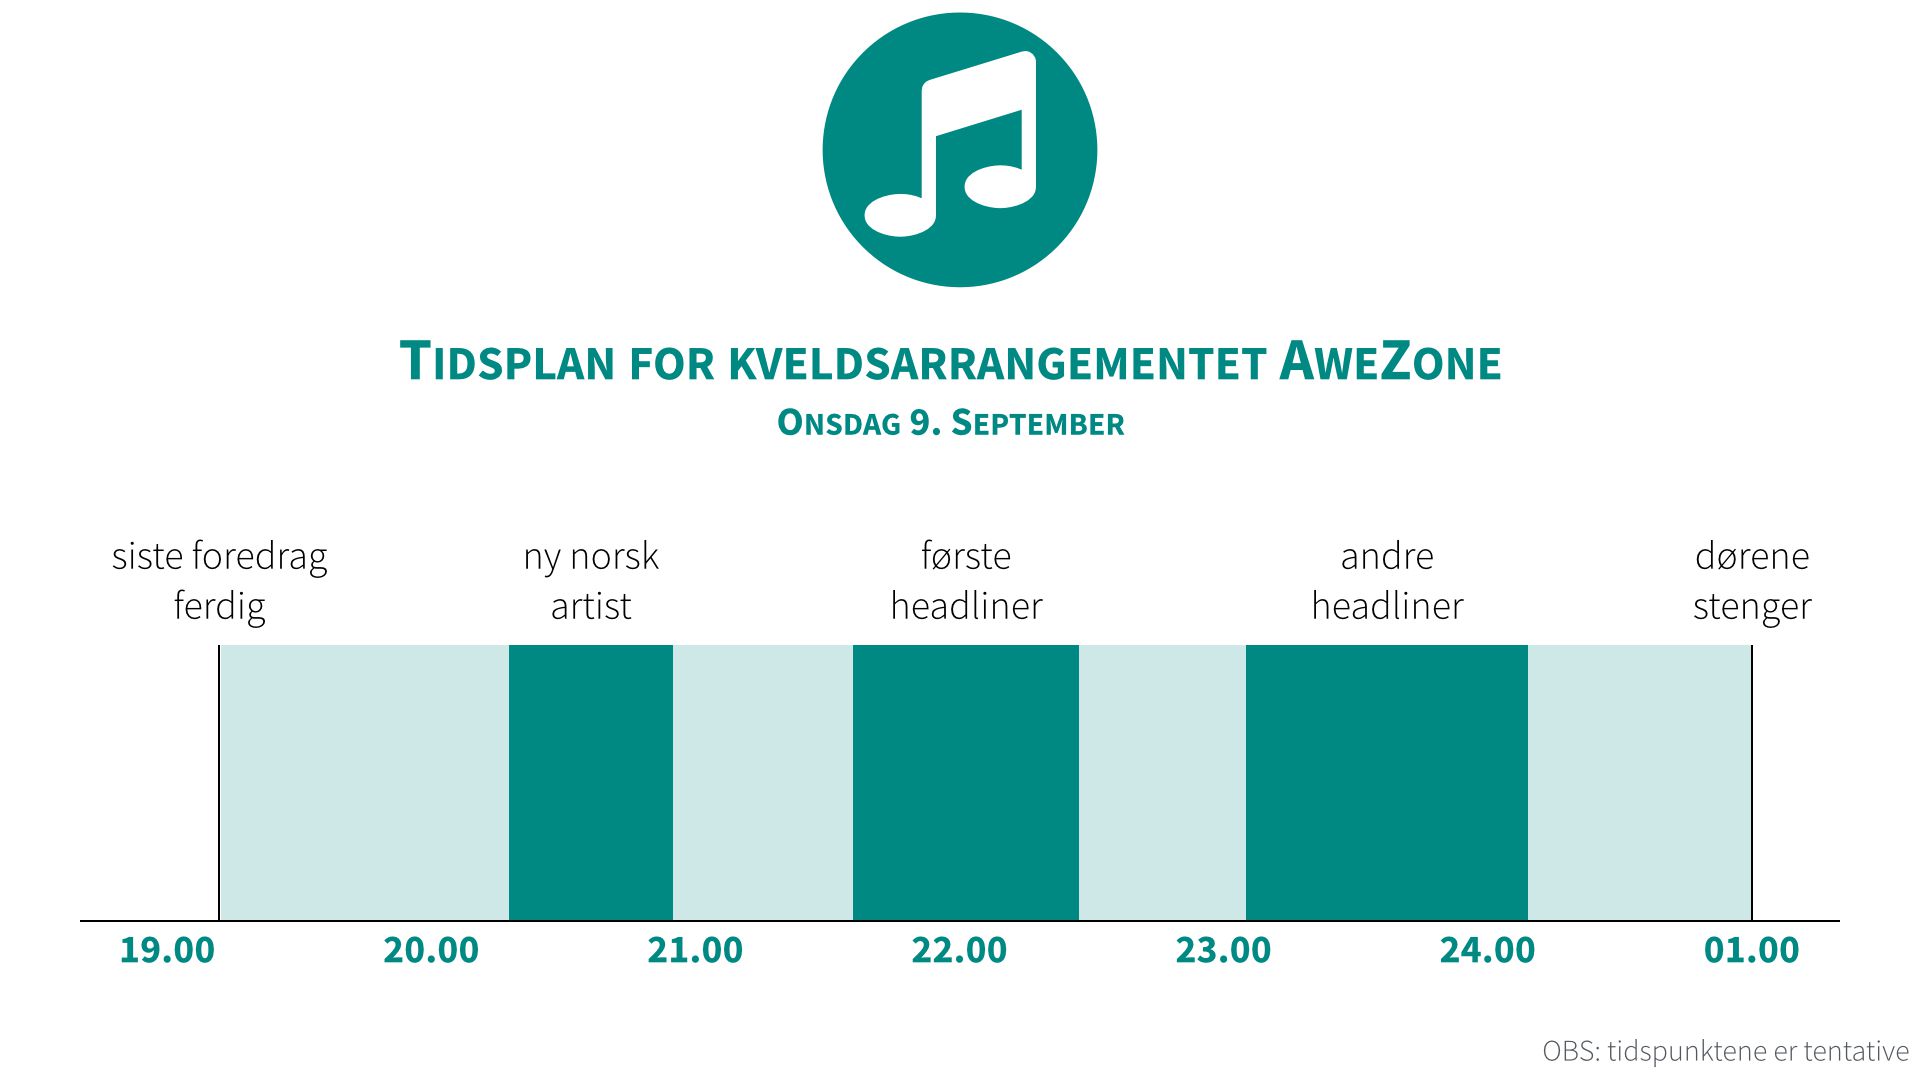 Tidsplan for kveldsarrangementet AweZone
Onsdag 9. September
siste foredrag
ferdig
ny norsk
artist
første
headliner
andre
headliner
dørene
stenger
19.00
20.00
21.00
22.00
23.00
24.00
01.00
OBS: tidspunktene er tentative